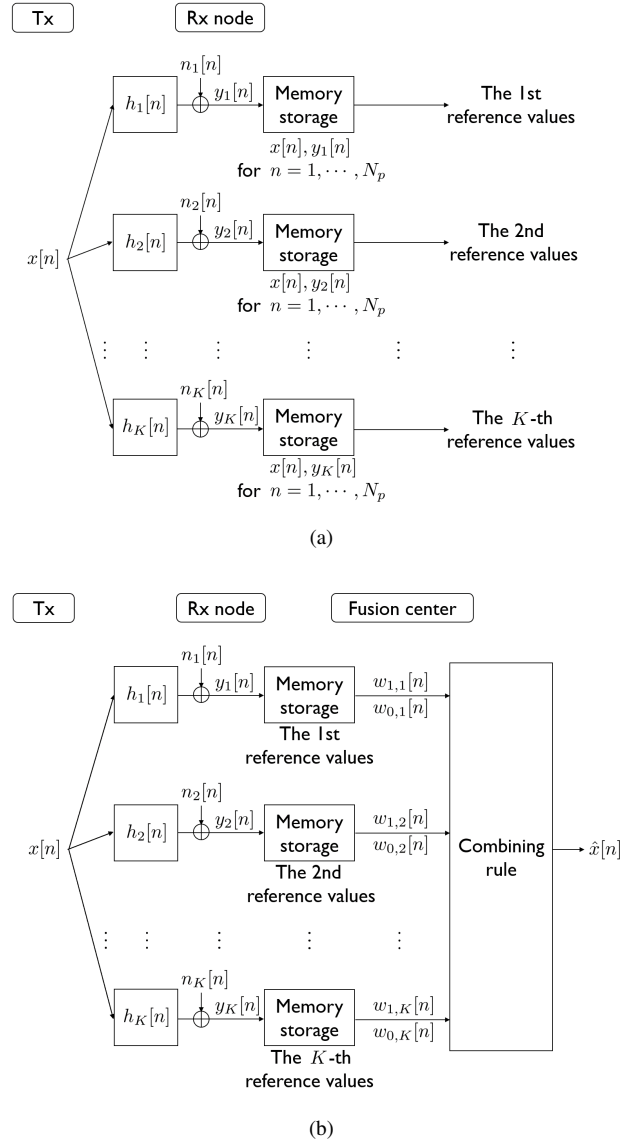 Tx
Rx node
n_1[n]
h_1[n]
y_1[n]
Memory
storage
The 1st
reference values
x[n], y_1[n]
for n = 1, ⋯ , N_p
n_2[n]
h_2[n]
y_2[n]
Memory
storage
The 2nd
reference values
x[n]
x[n], y_2[n]
for n = 1, ⋯ , N_p
⋮ ⋮ ⋮ ⋮ ⋮ ⋮
n_K[n]
h_K[n]
y_K[n]
Memory
storage
The K-th
reference values
x[n], y_K[n]
for n = 1, ⋯ , N_p
(a)
Tx
Rx node
Fusion center
n_1[n]
h_1[n]
y_1[n]
Memory
storage
w_{1,1}[n]
w_{0,1}[n]
The 1st
reference values
n_2[n]
h_2[n]
y_2[n]
Memory
storage
w_{1,2}[n]
w_{0,2}[n]
x[n]
Combining
rule
x̂[n]
The 2nd
reference values
⋮ ⋮ ⋮ ⋮ ⋮
n_K[n]
h_K[n]
y_K[n]
Memory
storage
w_{1,K}[n]
w_{0,K}[n]
The K-th
reference values
(b)